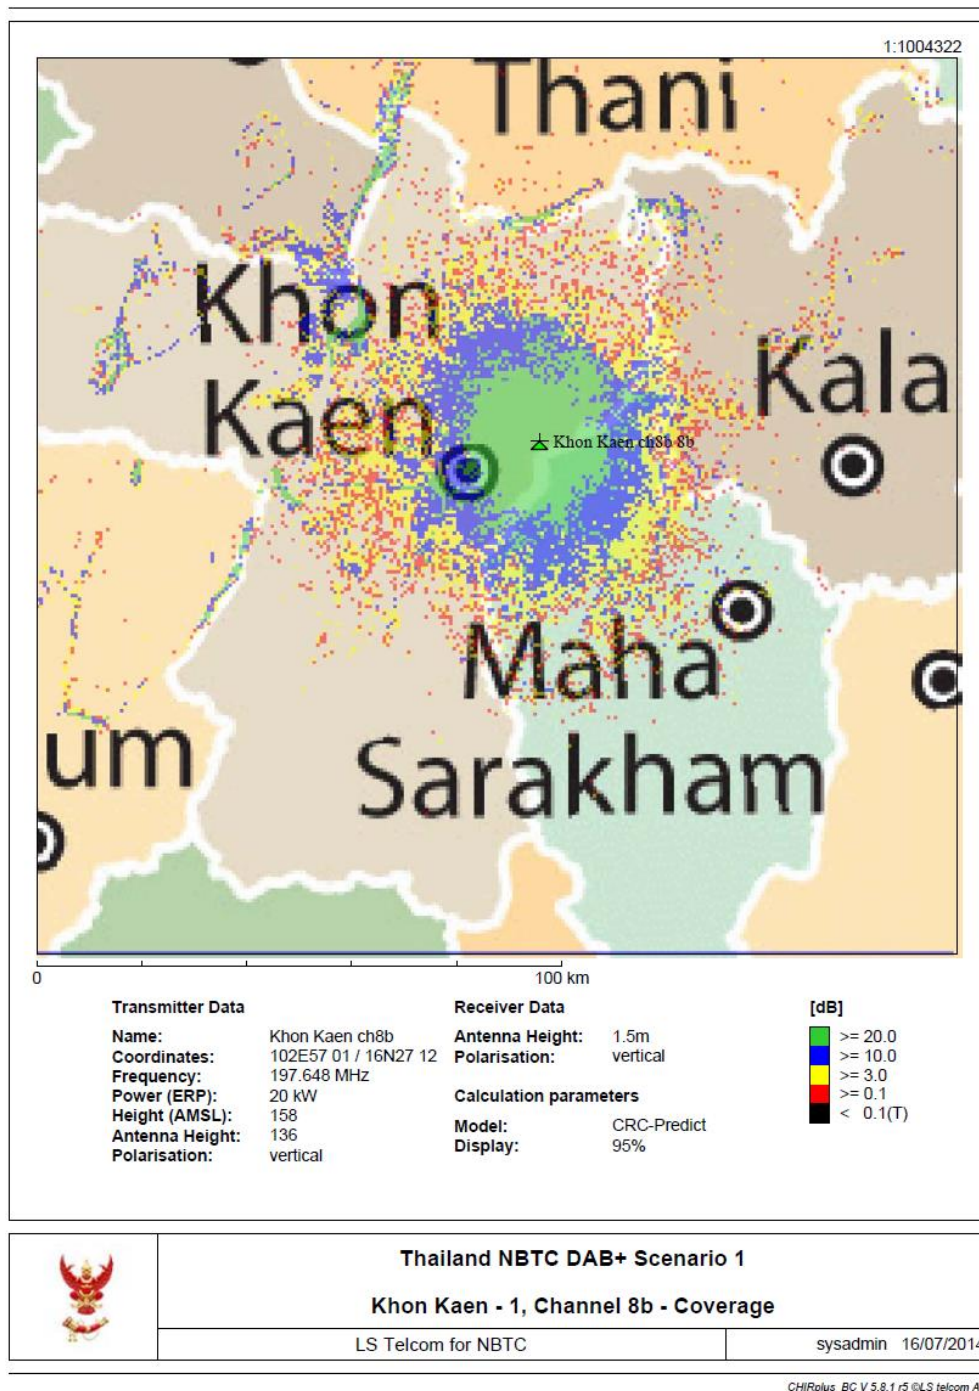 1:1004322
Thani
Khon
Kaen
Kala
Khon Kaen ch8b 8b
Maha
Sarakham
um
0 100 km
Transmitter Data
Name: Khon Kaen ch8b
Coordinates: 102E57 01 / 16N27 12
Frequency: 197.648 MHz
Power (ERP): 20 kW
Height (AMSL): 158
Antenna Height: 136
Polarisation: vertical
Receiver Data
Antenna Height: 1.5m
Polarisation: vertical
Calculation parameters
Model: CRC-Predict
Display: 95%
[dB]
>= 20.0
>= 10.0
>= 3.0
>= 0.1
< 0.1(T)
Thailand NBTC DAB+ Scenario 1
Khon Kaen - 1, Channel 8b - Coverage
LS Telcom for NBTC
sysadmin 16/07/2014
CHIRplus_BC V 5.8.1 r5 ©LS telcom A